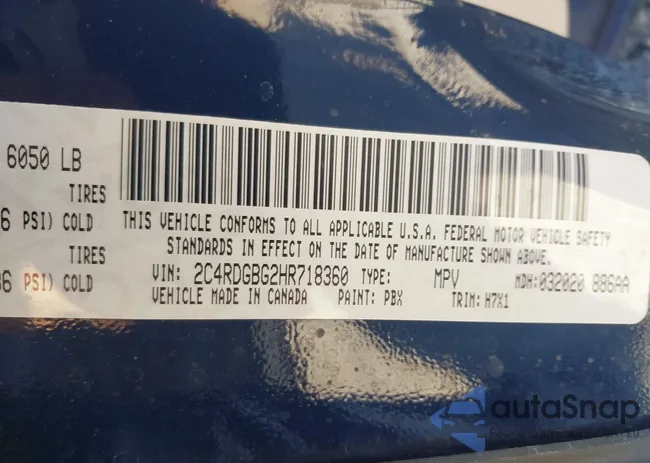 6050 LB
TIRES
6 PSI) COLD
TIRES
36 PSI) COLD
THIS VEHICLE CONFORMS TO ALL APPLICABLE U.S.A. FEDERAL MOTOR VEHICLE SAFETY
STANDARDS IN EFFECT ON THE DATE OF MANUFACTURE SHOWN ABOVE.
VIN: 2C4RDGBG2HR718360 TYPE: MPV MDH:032020 886AA
VEHICLE MADE IN CANADA PAINT: PBX TRIM: H7X1
autaSnap